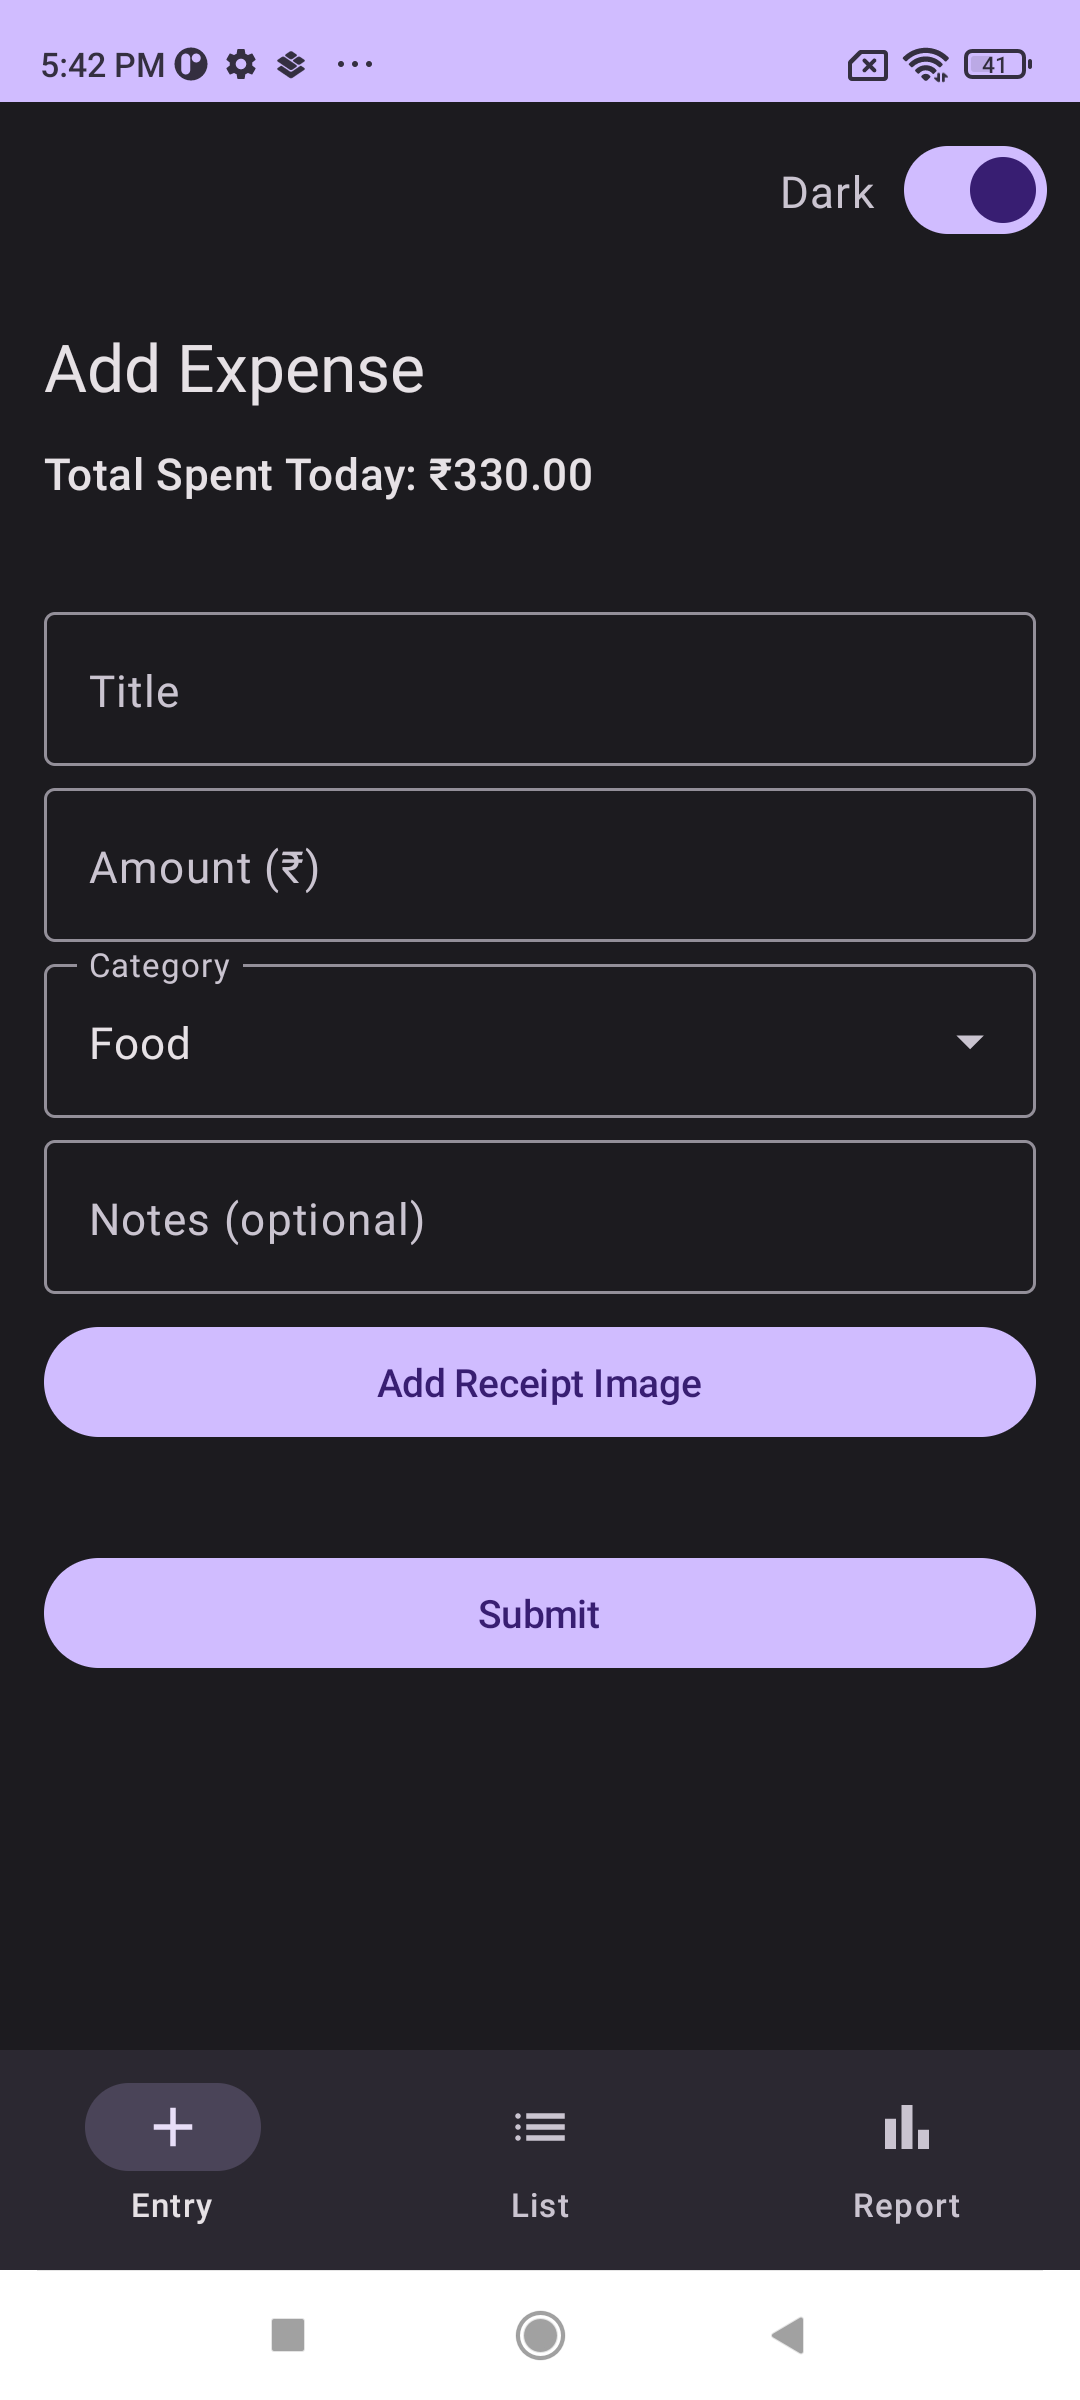 5:42 PM
41
Dark
Add Expense
Total Spent Today: ₹330.00
Title
Amount (₹)
Category
Food
Notes (optional)
Add Receipt Image
Submit
Entry
List
Report